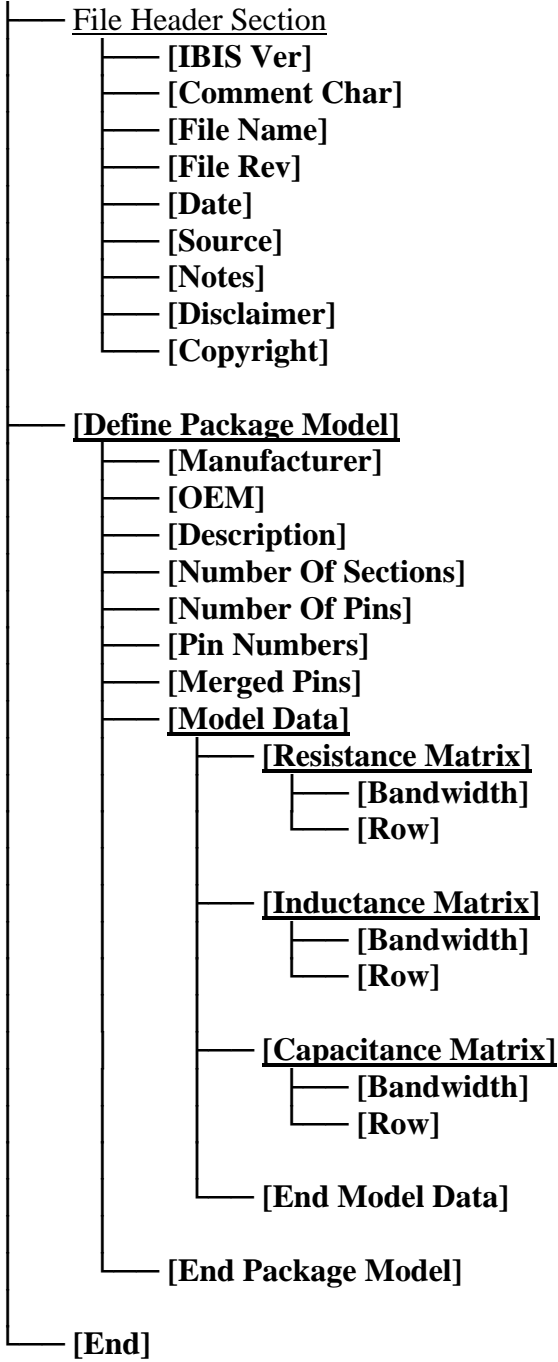 File Header Section
[IBIS Ver]
[Comment Char]
[File Name]
[File Rev]
[Date]
[Source]
[Notes]
[Disclaimer]
[Copyright]
[Define Package Model]
[Manufacturer]
[OEM]
[Description]
[Number Of Sections]
[Number Of Pins]
[Pin Numbers]
[Merged Pins]
[Model Data]
[Resistance Matrix]
[Bandwidth]
[Row]
[Inductance Matrix]
[Bandwidth]
[Row]
[Capacitance Matrix]
[Bandwidth]
[Row]
[End Model Data]
[End Package Model]
[End]